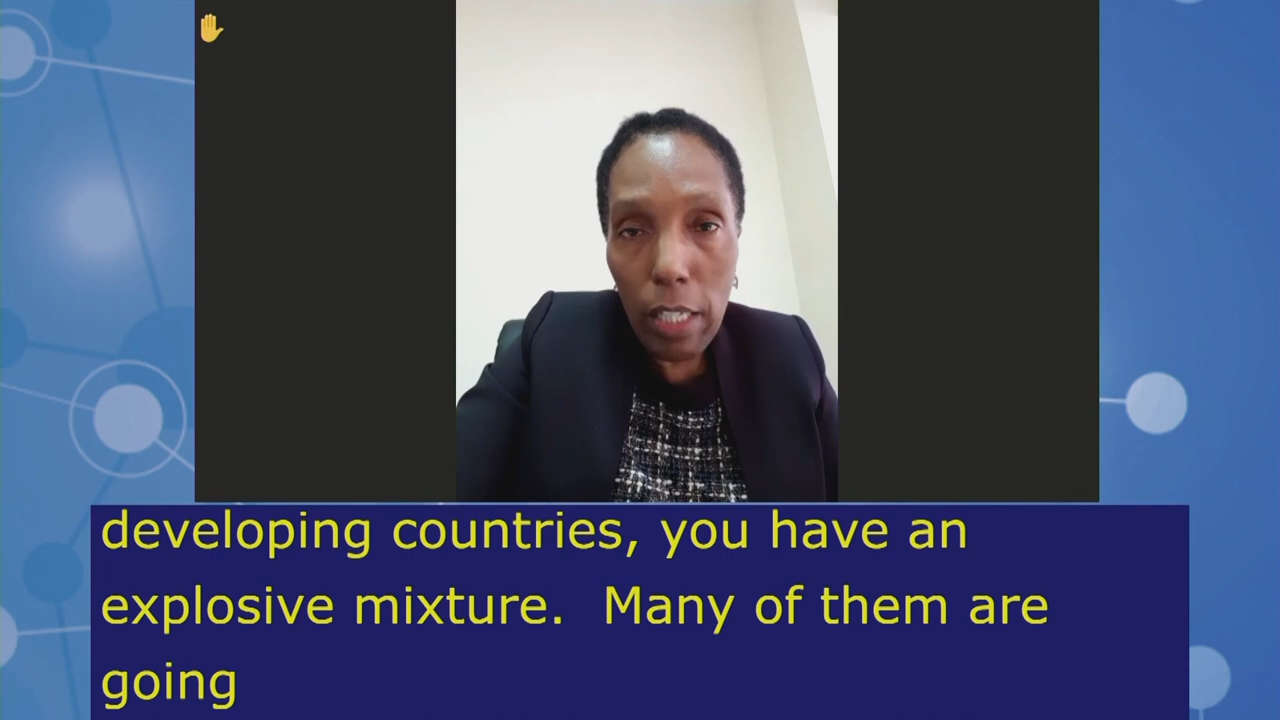 developing countries, you have an
explosive mixture.  Many of them are
going